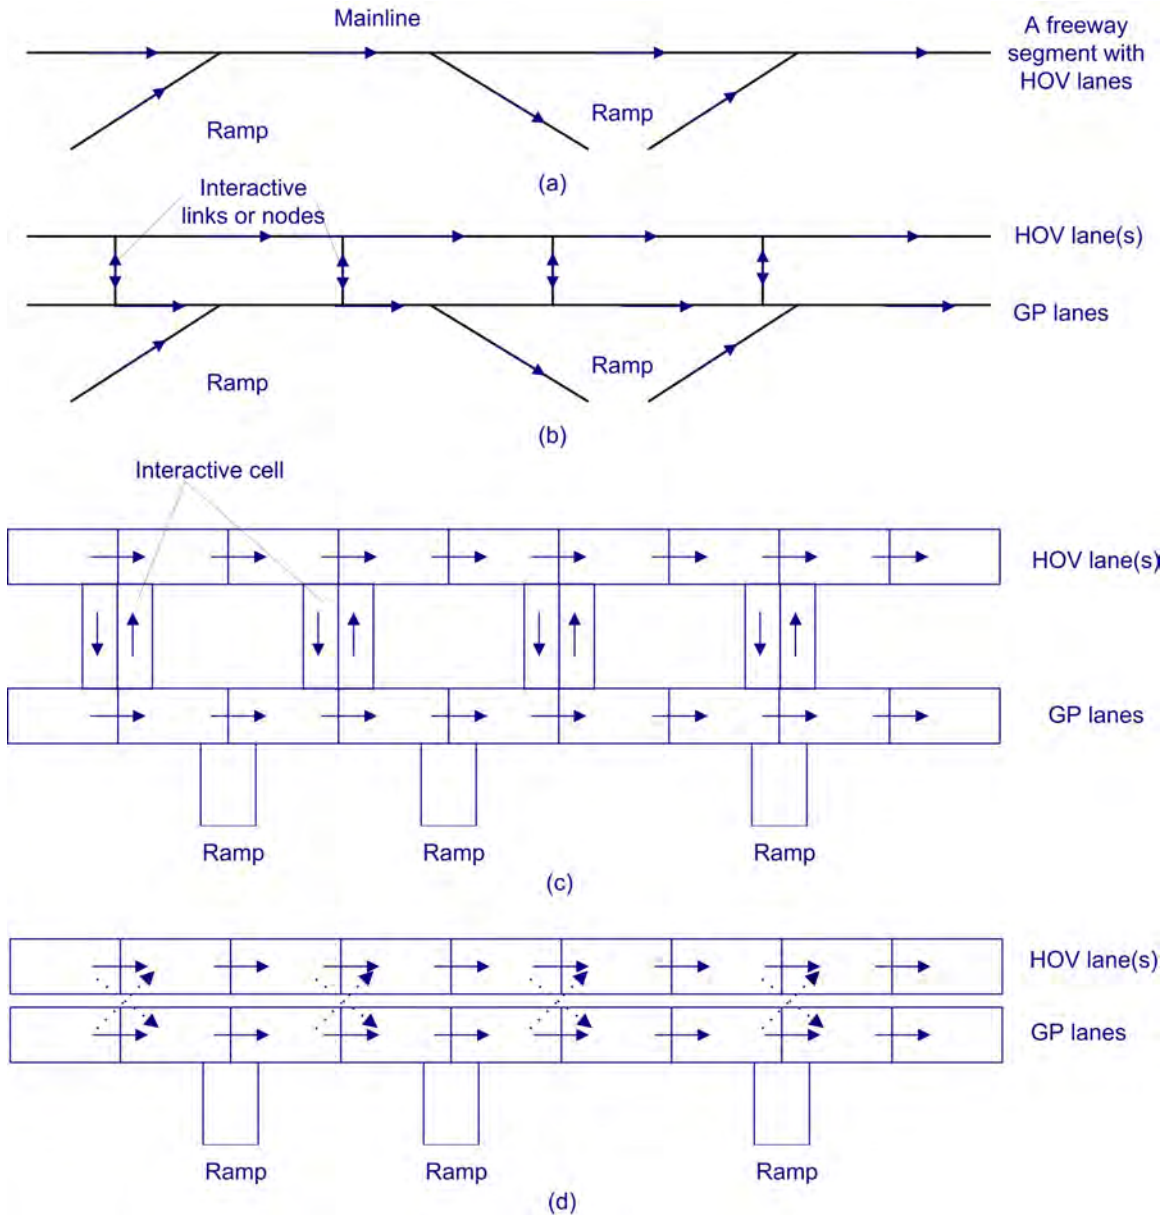 Mainline
A freeway
segment with
HOV lanes
Ramp
Ramp
(a)
Interactive
links or nodes
HOV lane(s)
GP lanes
Ramp
Ramp
(b)
Interactive cell
HOV lane(s)
GP lanes
Ramp
Ramp
Ramp
(c)
HOV lane(s)
GP lanes
Ramp
Ramp
Ramp
(d)